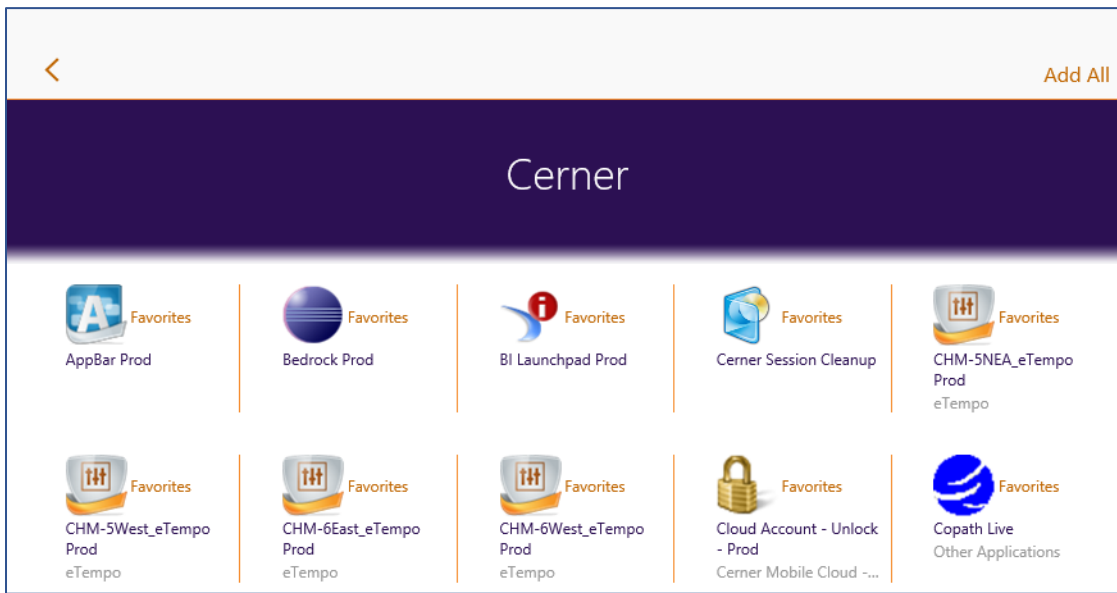 Add All
Cerner
Favorites
AppBar Prod
Favorites
Bedrock Prod
Favorites
BI Launchpad Prod
Favorites
Cerner Session Cleanup
Favorites
CHM-5NEA_eTempo
Prod
eTempo
Favorites
CHM-5West_eTempo
Prod
eTempo
Favorites
CHM-6East_eTempo
Prod
eTempo
Favorites
CHM-6West_eTempo
Prod
eTempo
Favorites
Cloud Account - Unlock
- Prod
Cerner Mobile Cloud -...
Favorites
Copath Live
Other Applications